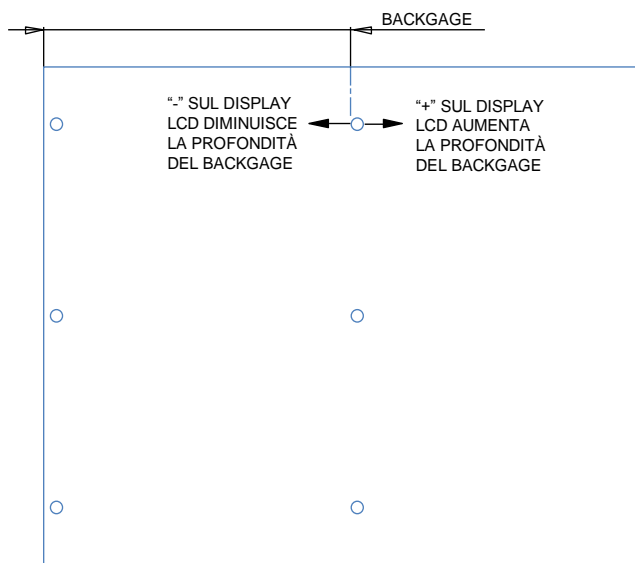 BACKGAGE
“-” SUL DISPLAY
LCD DIMINUISCE
LA PROFONDITÀ
DEL BACKGAGE
“+” SUL DISPLAY
LCD AUMENTA
LA PROFONDITÀ
DEL BACKGAGE